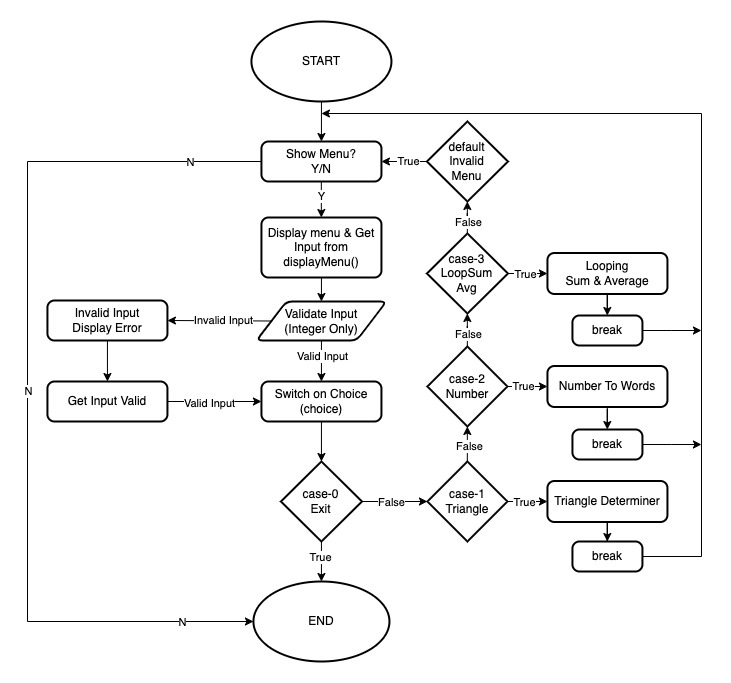 START
Show Menu?
Y/N
True
default
Invalid
Menu
N
Y
False
Display menu & Get
Input from
displayMenu()
case-3
LoopSum
Avg
True
Looping
Sum & Average
Invalid Input
Display Error
Invalid Input
Validate Input
(Integer Only)
break
False
Valid Input
N
Get Input Valid
Valid Input
Switch on Choice
(choice)
case-2
Number
True
Number To Words
break
False
case-0
Exit
False
case-1
Triangle
True
Triangle Determiner
True
break
N
END